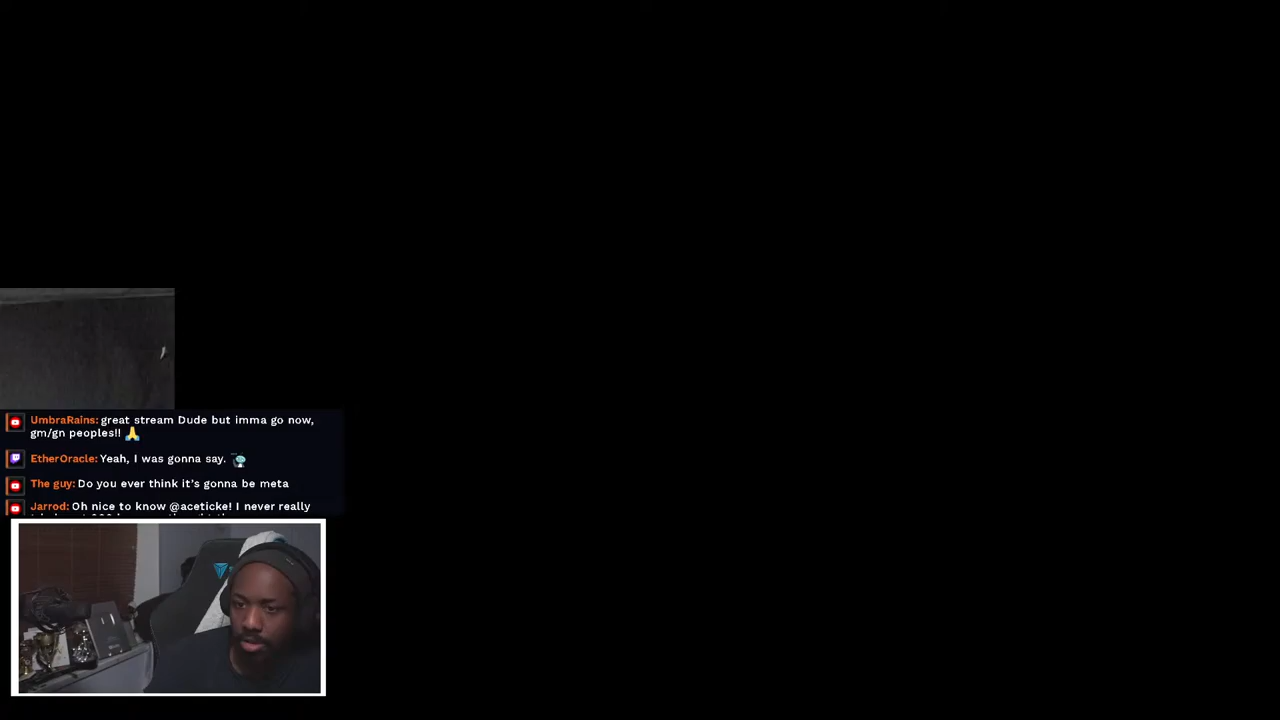 UmbraRains: great stream Dude but imma go now,
gm/gn peoples!! 🙏
EtherOracle: Yeah, I was gonna say.
The guy: Do you ever think it's gonna be meta
Jarrod: Oh nice to know @aceticke! I never really